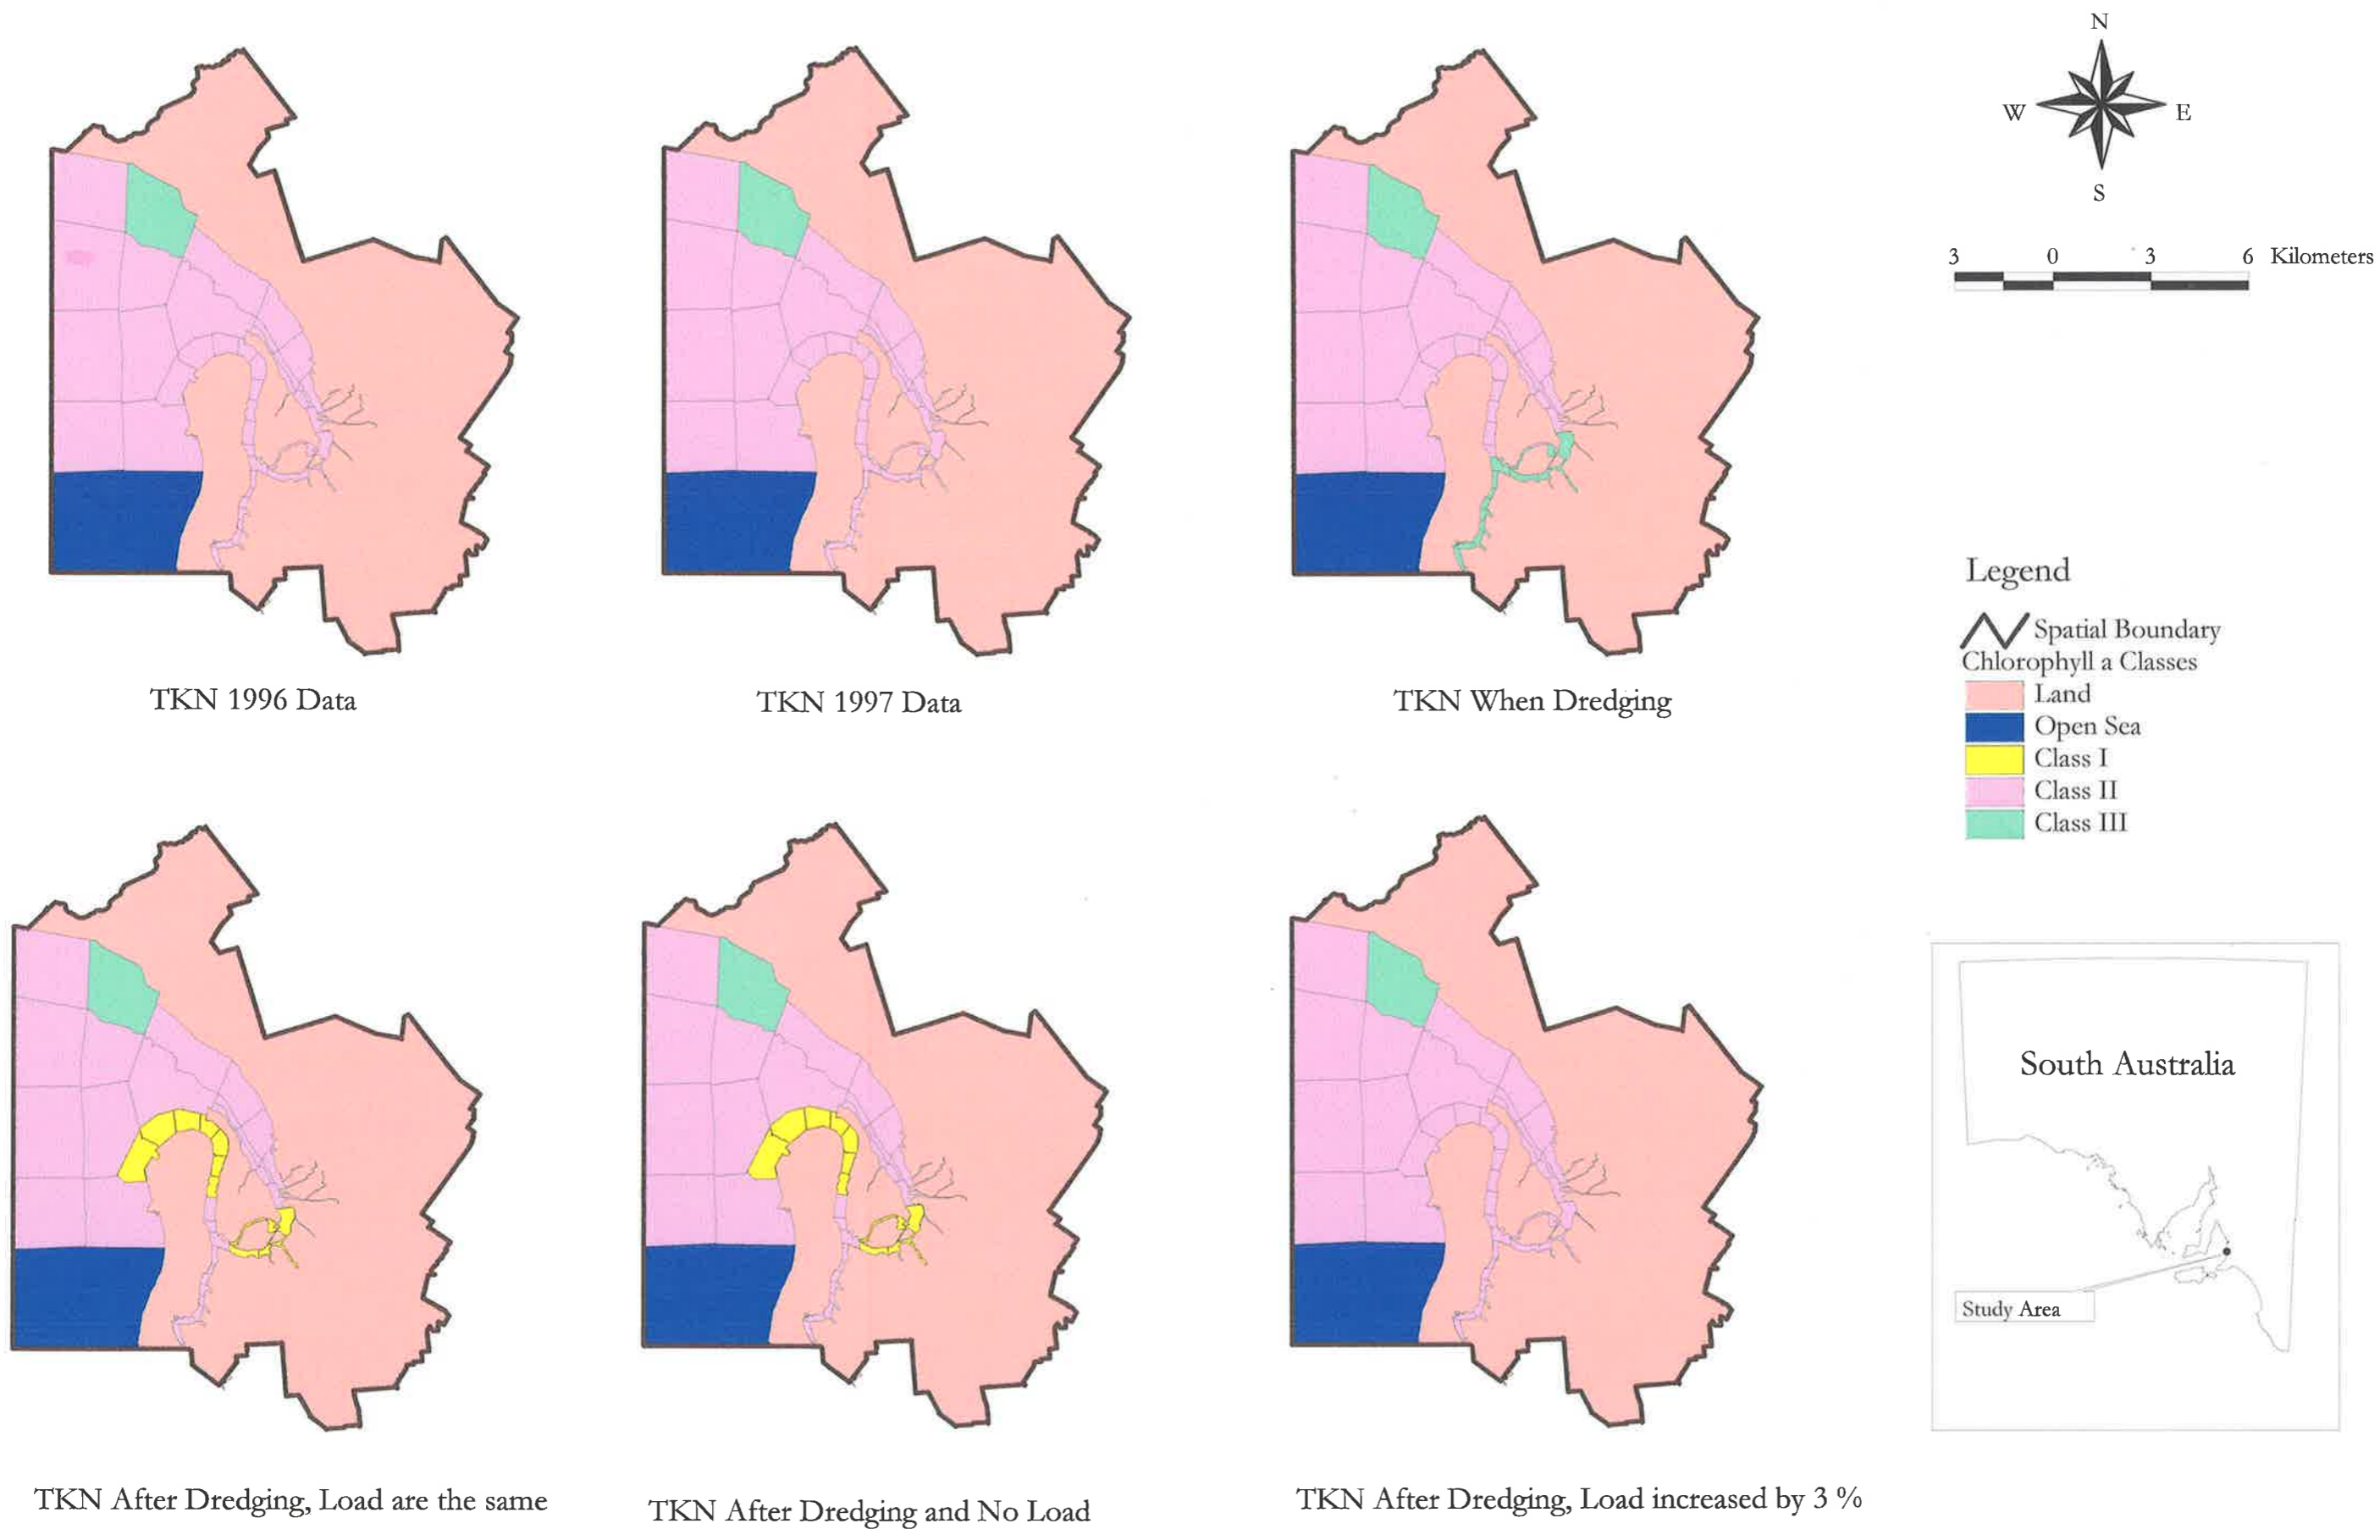 N
W E
S
3 0 3 6 Kilometers
TKN 1996 Data
TKN 1997 Data
TKN When Dredging
Legend
Spatial Boundary
Chlorophyll a Classes
Land
Open Sea
Class I
Class II
Class III
TKN After Dredging, Load are the same
TKN After Dredging and No Load
TKN After Dredging, Load increased by 3 %
South Australia
Study Area